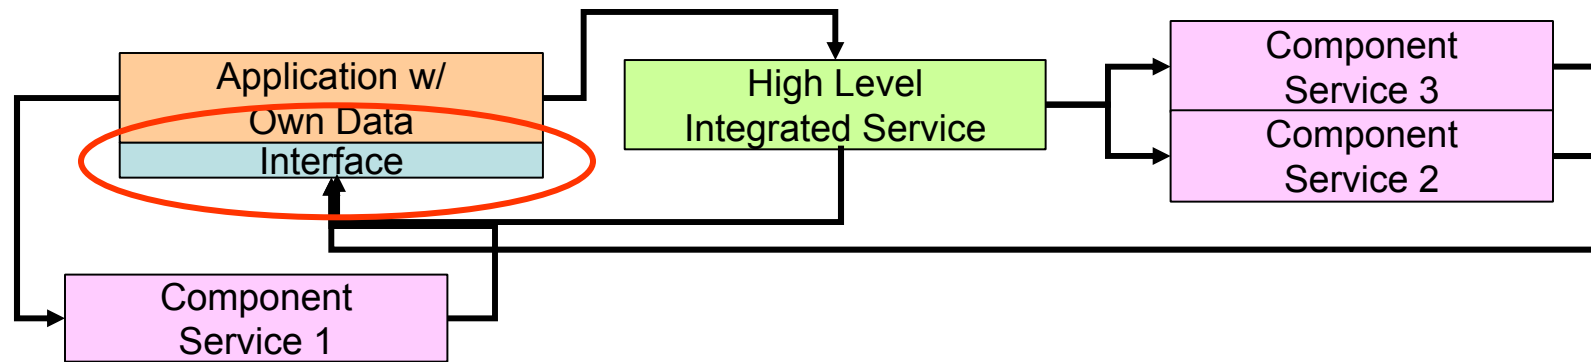 Application w/
Own Data
Interface
High Level
Integrated Service
Component
Service 3
Component
Service 2
Component
Service 1